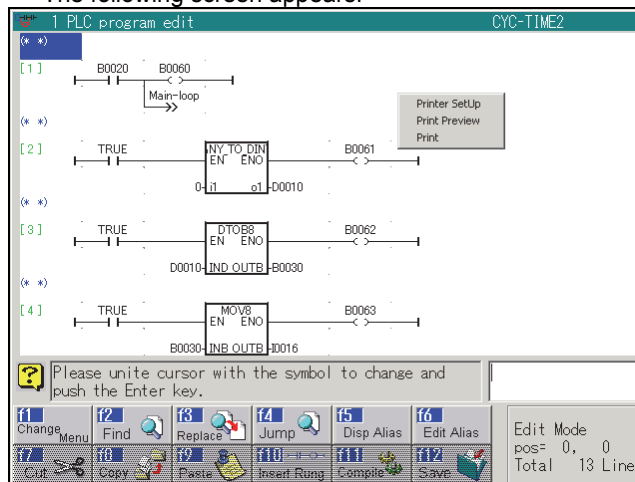 The following screen appears.
1 PLC program edit CYC-TIME2
(* *)
[1] B0020 B0060
Main-loop
Printer SetUp
Print Preview
Print
(* *)
[2] TRUE NY_TO_DIN B0061
EN ENO
0 i1 o1 D0010
(* *)
[3] TRUE DTOB8 B0062
EN ENO
D0010 IND OUTB B0030
(* *)
[4] TRUE MOV8 B0063
EN ENO
B0030 INB OUTB I0016
Please unite cursor with the symbol to change and
push the Enter key.
f1 f2 f3 f4 f5 f6
Change Menu Find Replace Jump Disp Alias Edit Alias
f7 f8 f9 f10 f11 f12
Cut Copy Paste Insert Rung Compile Save
Edit Mode
pos= 0, 0
Total 13 Line